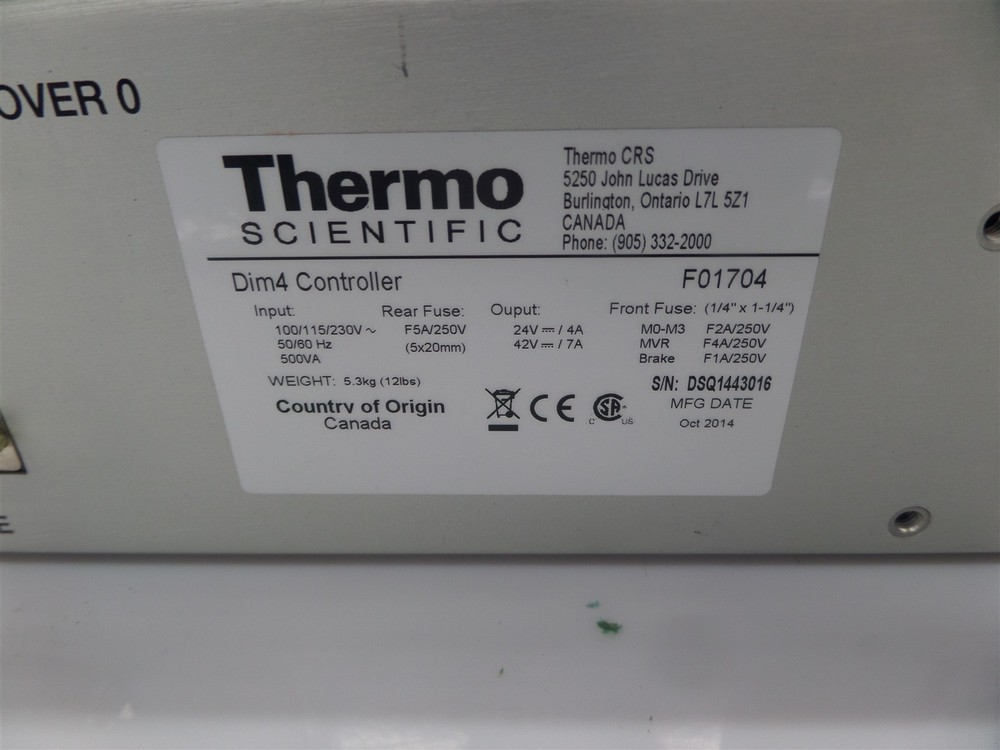 OVER 0
Thermo
SCIENTIFIC
Thermo CRS
5250 John Lucas Drive
Burlington, Ontario L7L 5Z1
CANADA
Phone: (905) 332-2000
Dim4 Controller
F01704
Input:
100/115/230V ~
50/60 Hz
500VA
Rear Fuse:
F5A/250V
(5x20mm)
Ouput:
24V ⎓ / 4A
42V ⎓ / 7A
Front Fuse: (1/4" x 1-1/4")
M0-M3 F2A/250V
MVR F4A/250V
Brake F1A/250V
WEIGHT: 5.3kg (12lbs)
Country of Origin
Canada
CE
C SA US
S/N: DSQ1443016
MFG DATE
Oct 2014
E